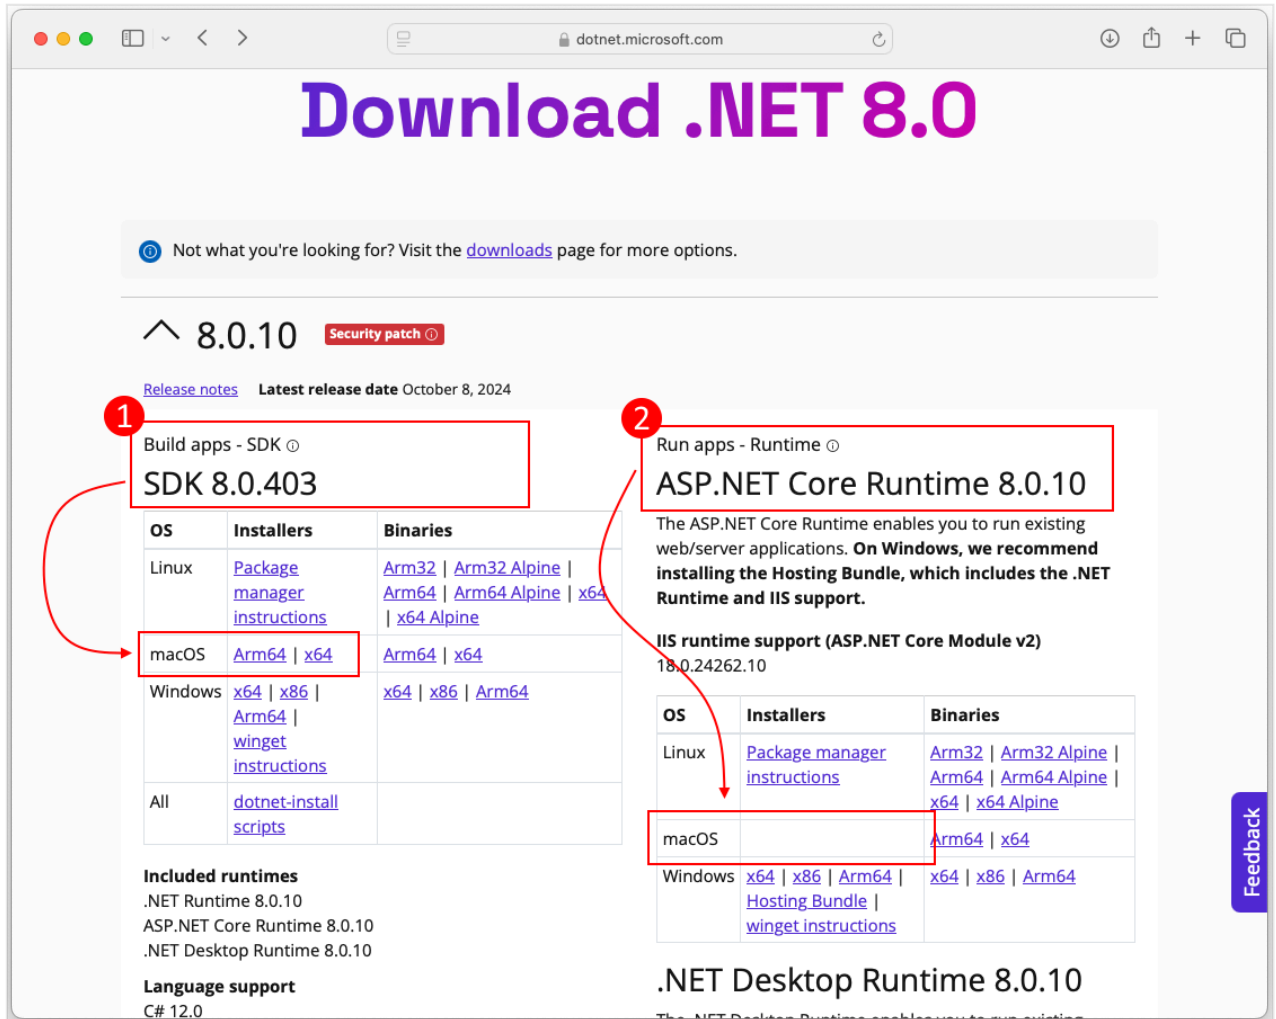 dotnet.microsoft.com
Download .NET 8.0
Not what you're looking for? Visit the downloads page for more options.
8.0.10 Security patch
Release notes Latest release date October 8, 2024
1
Build apps - SDK
SDK 8.0.403
OS Installers Binaries
Linux Package manager instructions Arm32 | Arm32 Alpine | Arm64 | Arm64 Alpine | x64 | x64 Alpine
macOS Arm64 | x64 Arm64 | x64
Windows x64 | x86 | Arm64 | winget instructions x64 | x86 | Arm64
All dotnet-install scripts
Included runtimes
.NET Runtime 8.0.10
ASP.NET Core Runtime 8.0.10
.NET Desktop Runtime 8.0.10
Language support
C# 12.0
2
Run apps - Runtime
ASP.NET Core Runtime 8.0.10
The ASP.NET Core Runtime enables you to run existing
web/server applications. On Windows, we recommend
installing the Hosting Bundle, which includes the .NET
Runtime and IIS support.
IIS runtime support (ASP.NET Core Module v2)
18.0.24262.10
OS Installers Binaries
Linux Package manager instructions Arm32 | Arm32 Alpine | Arm64 | Arm64 Alpine | x64 | x64 Alpine
macOS Arm64 | x64
Windows x64 | x86 | Arm64 | Hosting Bundle | winget instructions x64 | x86 | Arm64
.NET Desktop Runtime 8.0.10
The .NET Desktop Runtime enables you to run existing
Feedback